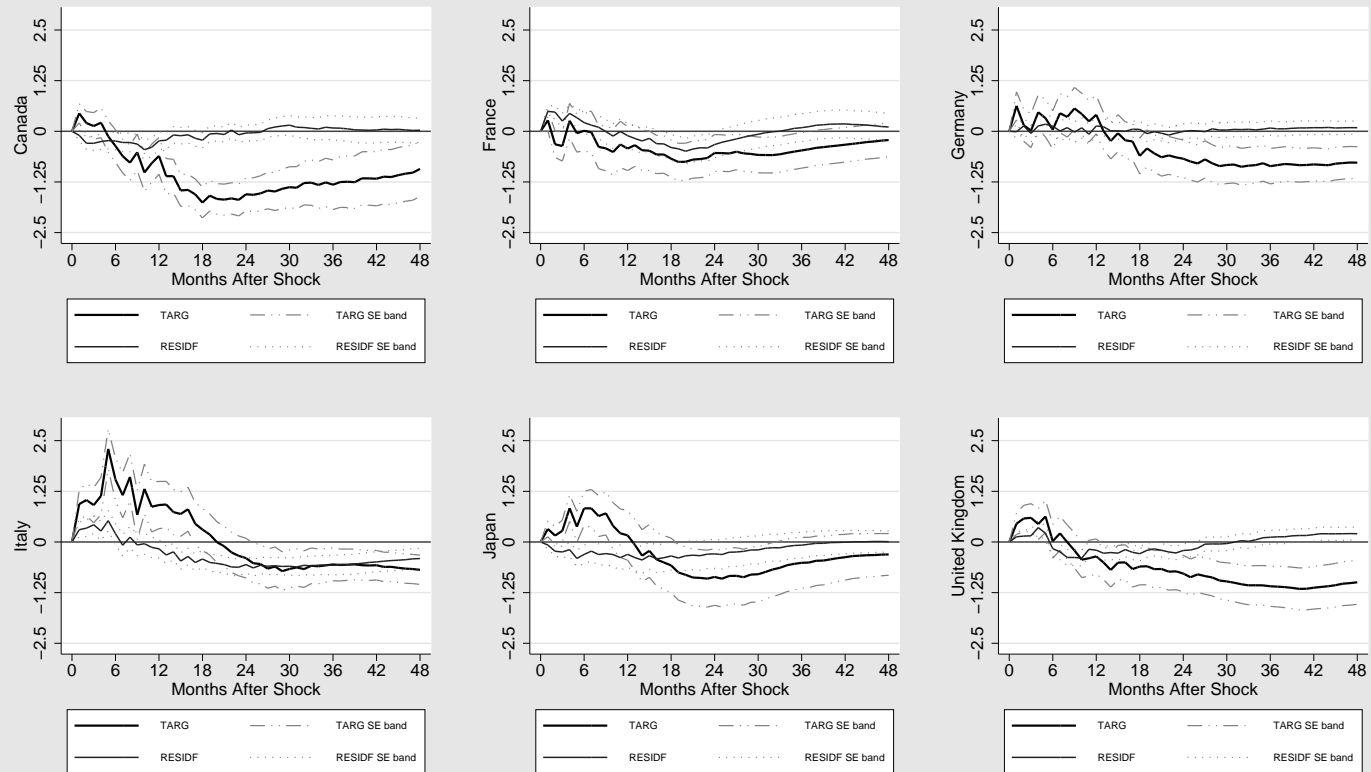 Canada
2.5
1.25
0
−1.25
−2.5
0 6 12 18 24 30 36 42 48
Months After Shock
TARG TARG SE band
RESIDF RESIDF SE band
France
2.5
1.25
0
−1.25
−2.5
0 6 12 18 24 30 36 42 48
Months After Shock
TARG TARG SE band
RESIDF RESIDF SE band
Germany
2.5
1.25
0
−1.25
−2.5
0 6 12 18 24 30 36 42 48
Months After Shock
TARG TARG SE band
RESIDF RESIDF SE band
Italy
2.5
1.25
0
−1.25
−2.5
0 6 12 18 24 30 36 42 48
Months After Shock
TARG TARG SE band
RESIDF RESIDF SE band
Japan
2.5
1.25
0
−1.25
−2.5
0 6 12 18 24 30 36 42 48
Months After Shock
TARG TARG SE band
RESIDF RESIDF SE band
United Kingdom
2.5
1.25
0
−1.25
−2.5
0 6 12 18 24 30 36 42 48
Months After Shock
TARG TARG SE band
RESIDF RESIDF SE band